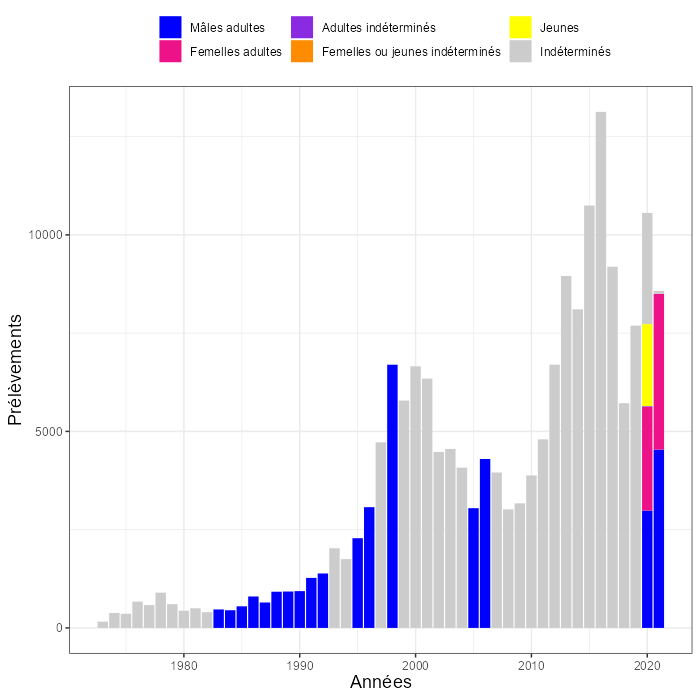 Mâles adultes Adultes indéterminés Jeunes
Femelles adultes Femelles ou jeunes indéterminés Indéterminés
10000
5000
0
Prélèvements
1980 1990 2000 2010 2020
Années